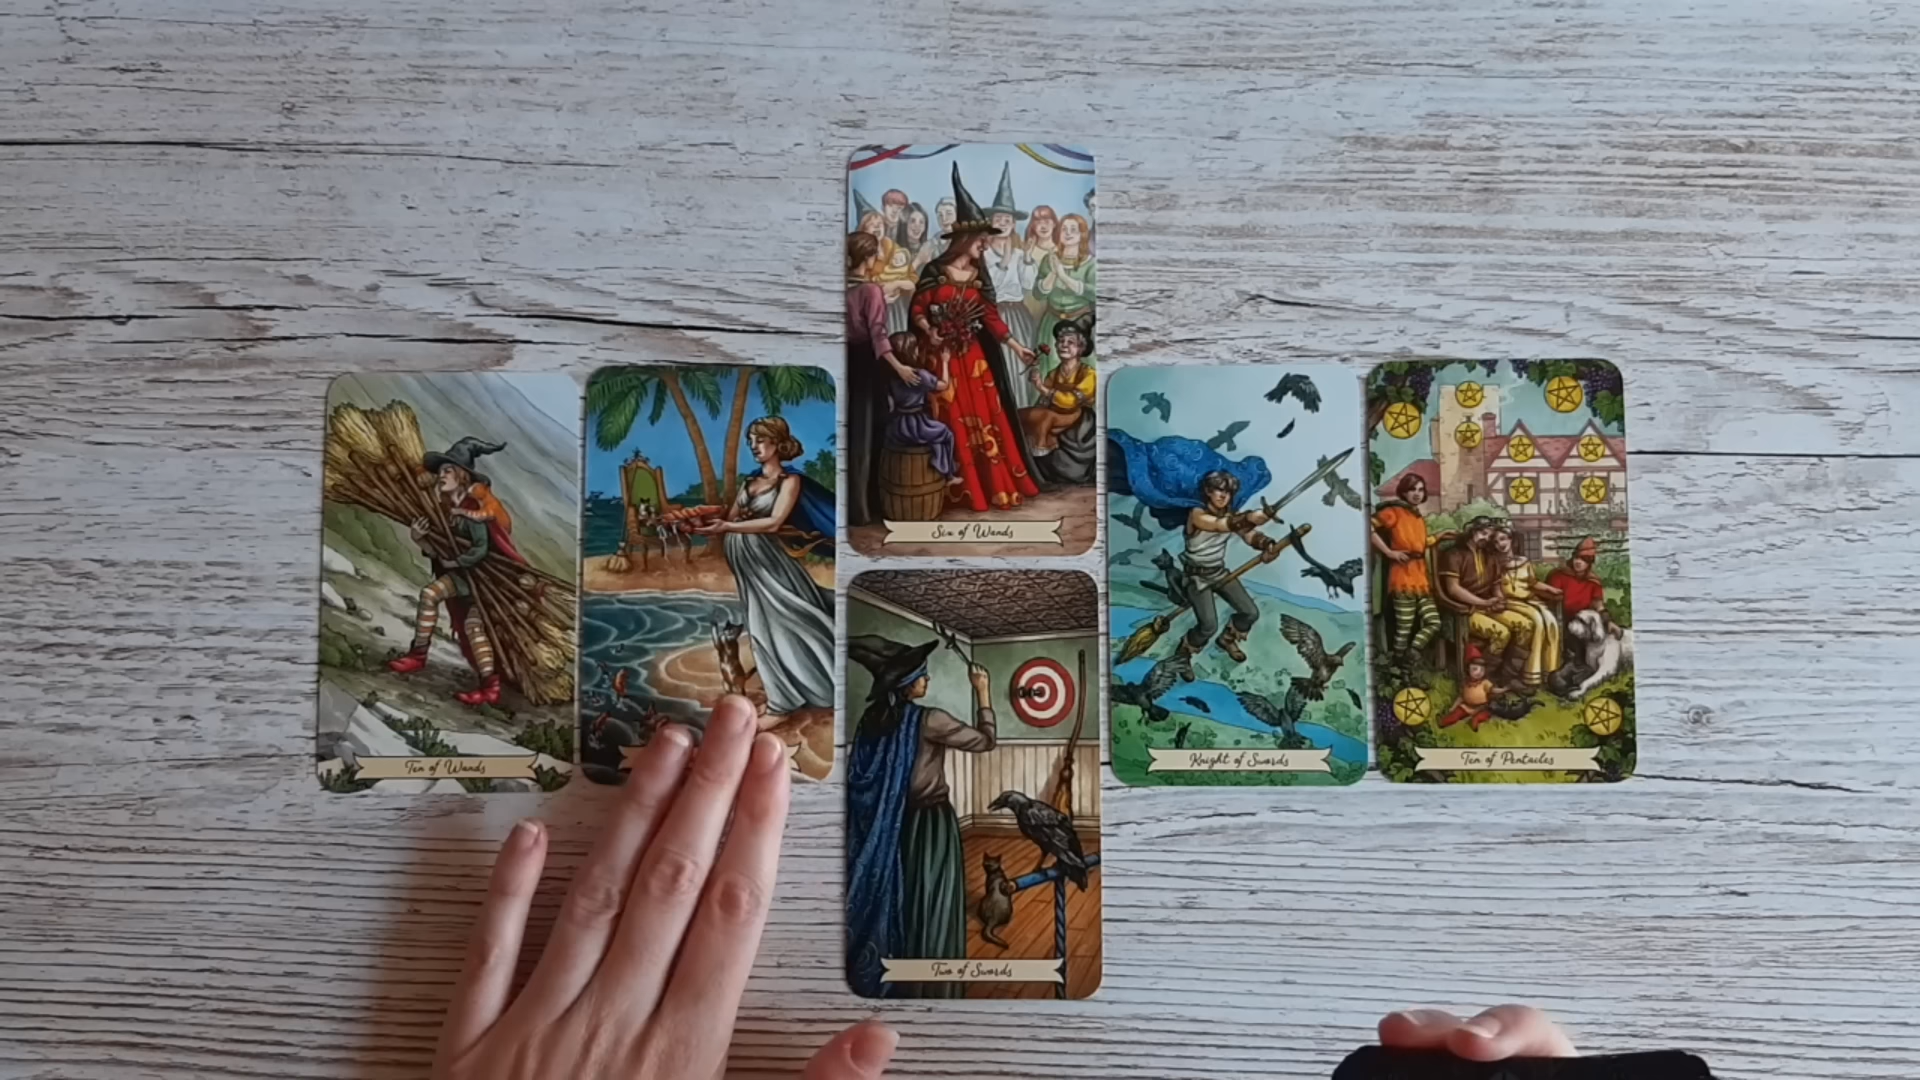 Six of Wands
Ten of Wands
Knight of Swords
Ten of Pentacles
Two of Swords